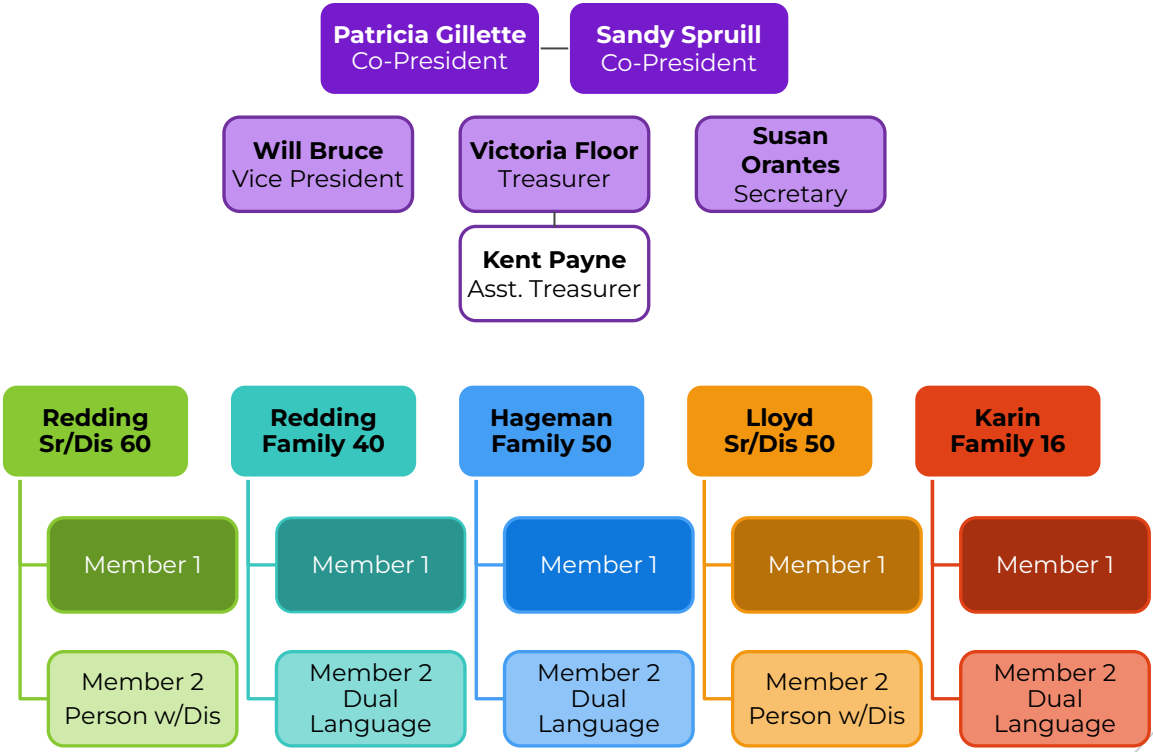 Patricia Gillette
Co-President
Sandy Spruill
Co-President
Will Bruce
Vice President
Victoria Floor
Treasurer
Susan
Orantes
Secretary
Kent Payne
Asst. Treasurer
Redding
Sr/Dis 60
Redding
Family 40
Hageman
Family 50
Lloyd
Sr/Dis 50
Karin
Family 16
Member 1
Member 1
Member 1
Member 1
Member 1
Member 2
Person w/Dis
Member 2
Dual
Language
Member 2
Dual
Language
Member 2
Person w/Dis
Member 2
Dual
Language